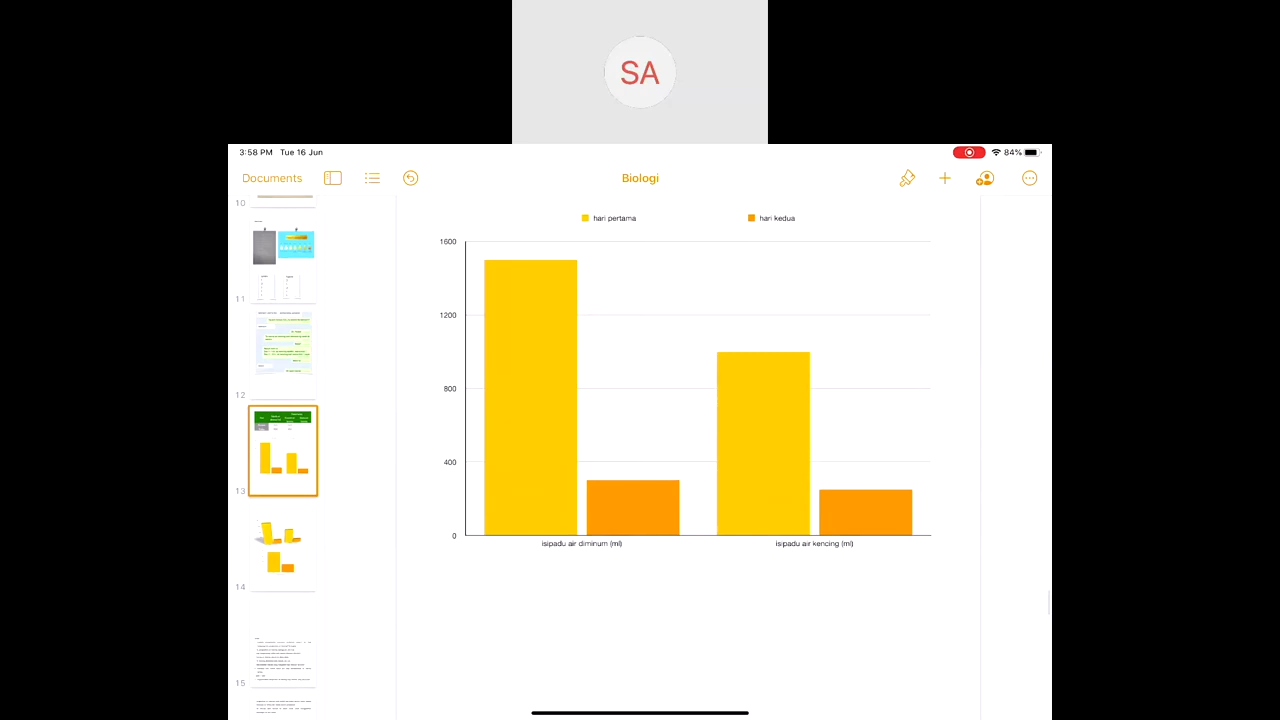 SA
3:58 PM Tue 16 Jun
84%
Documents
Biologi
10
11
12
13
14
15
hari pertama
hari kedua
1600
1200
800
400
0
isipadu air diminum (ml)
isipadu air kencing (ml)